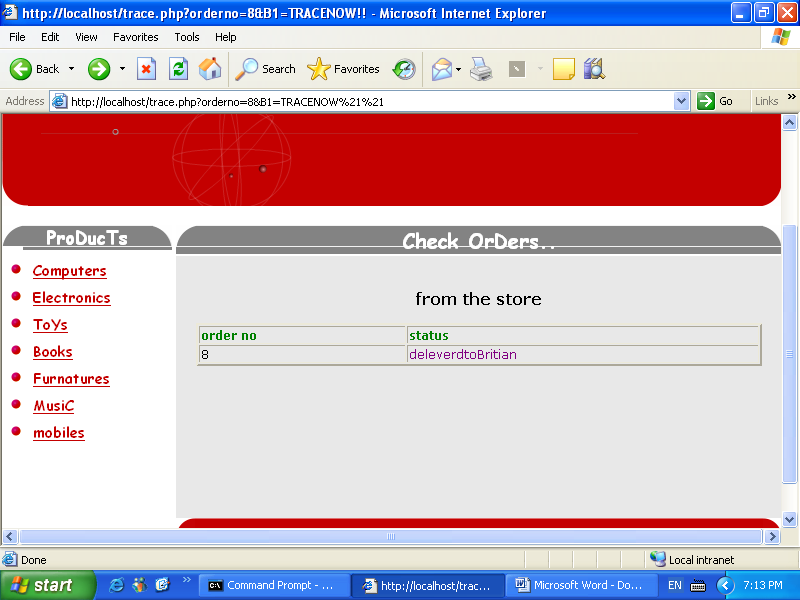 http://localhost/trace.php?orderno=8&B1=TRACENOW!! - Microsoft Internet Explorer
File Edit View Favorites Tools Help
Back Search Favorites
Address http://localhost/trace.php?orderno=8&B1=TRACENOW%21%21 Go Links »
ProDucTs
Computers
Electronics
ToYs
Books
Furnatures
MusiC
mobiles
Check OrDers..
from the store
order no status
8 deleverdtoBritian
Done Local intranet
start » Command Prompt - ... http://localhost/trac... Microsoft Word - Do... EN 7:13 PM